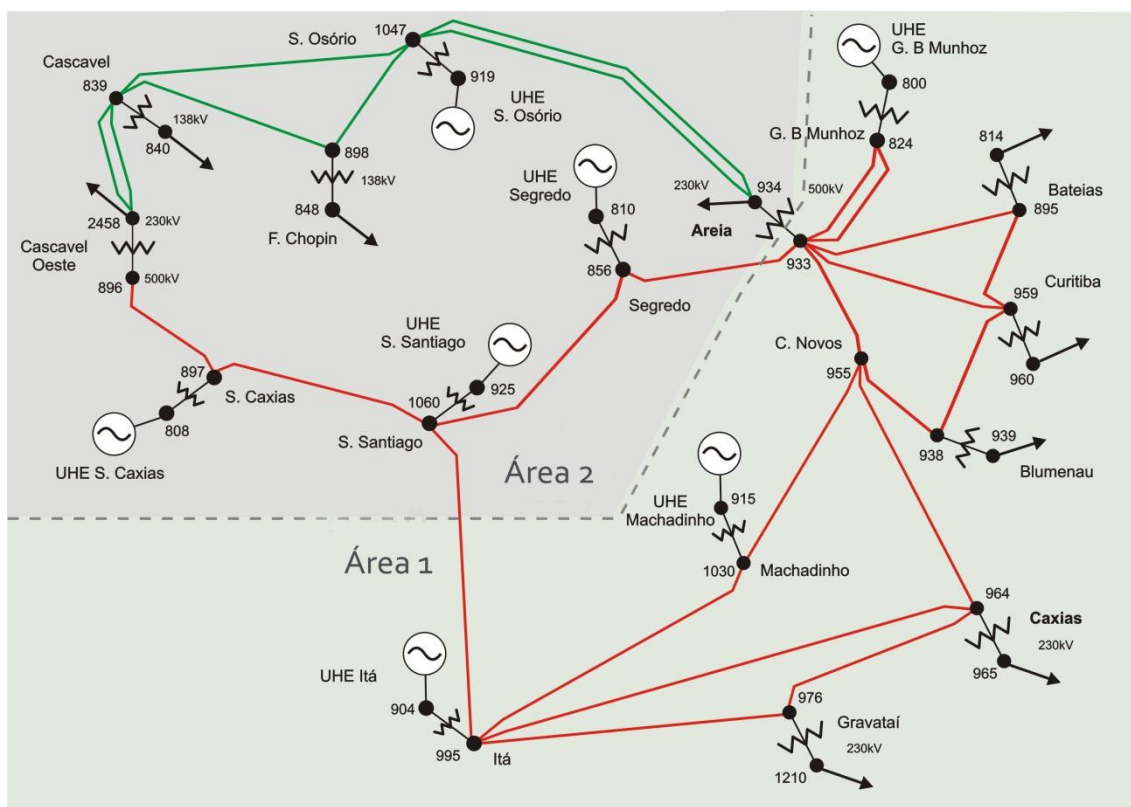 1047
S. Osório
919
UHE
S. Osório
Cascavel
839
138kV
840
898
138kV
848
F. Chopin
2458
230kV
Cascavel
Oeste
896
500kV
UHE
Segredo
810
856
Segredo
230kV
934
Areia
500kV
933
UHE
G. B Munhoz
800
G. B Munhoz
824
814
Bateias
895
Curitiba
959
960
C. Novos
955
938
939
Blumenau
897
S. Caxias
808
UHE S. Caxias
UHE
S. Santiago
925
1060
S. Santiago
Área 2
Área 1
UHE
Machadinho
915
1030
Machadinho
964
Caxias
230kV
965
UHE Itá
904
995
Itá
976
Gravataí
230kV
1210